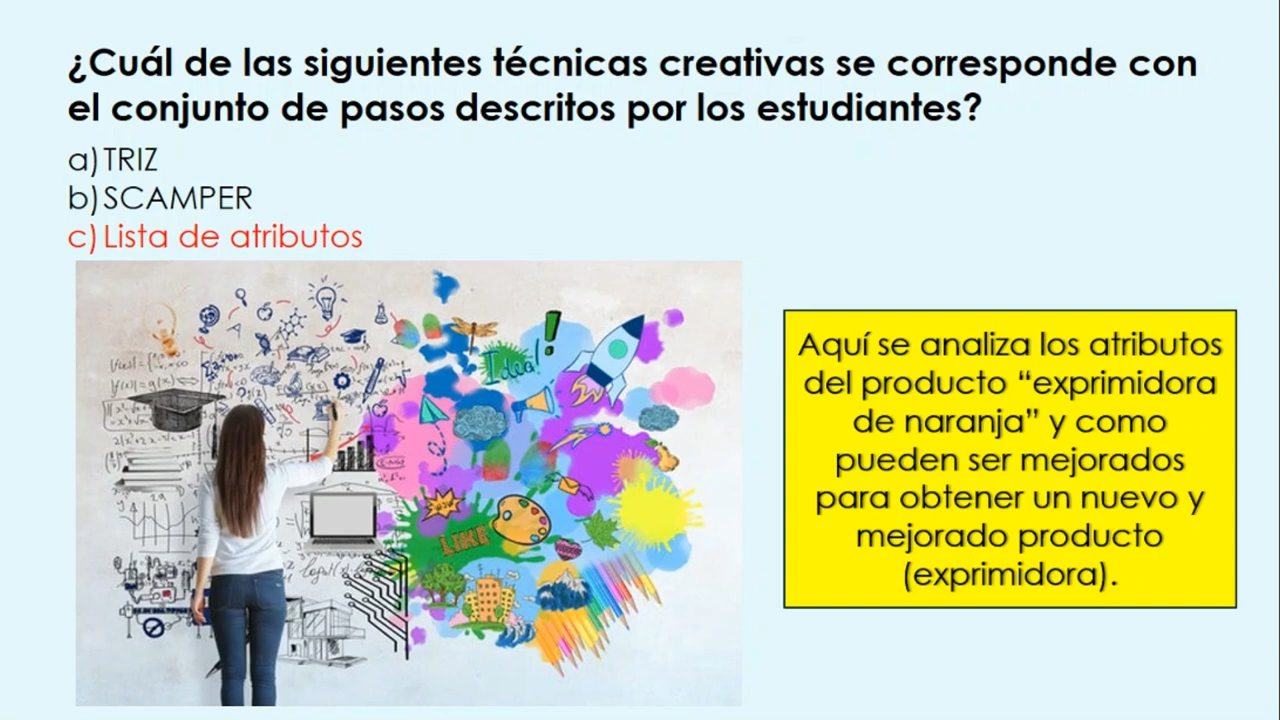 ¿Cuál de las siguientes técnicas creativas se corresponde con
el conjunto de pasos descritos por los estudiantes?
a) TRIZ
b) SCAMPER
c) Lista de atributos
Idea!
LIKE
Aquí se analiza los atributos
del producto “exprimidora
de naranja” y como
pueden ser mejorados
para obtener un nuevo y
mejorado producto
(exprimidora).